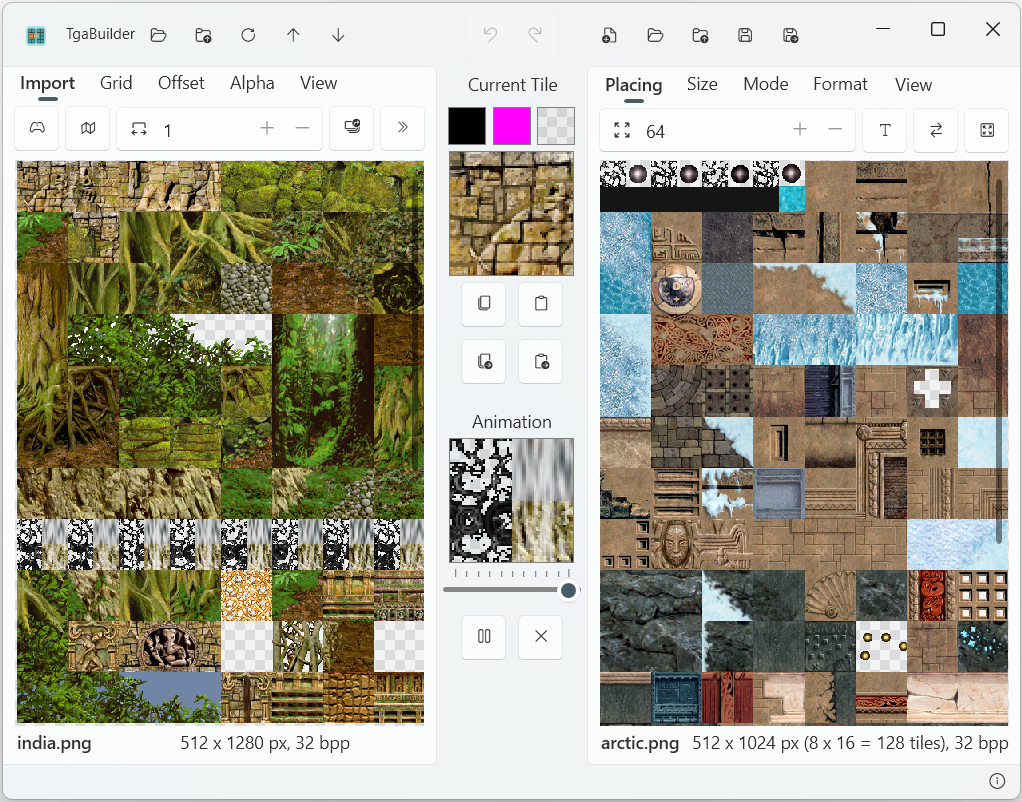 TgaBuilder
Import Grid Offset Alpha View
1
Current Tile
Placing Size Mode Format View
64
T
Animation
india.png 512 x 1280 px, 32 bpp
arctic.png 512 x 1024 px (8 x 16 = 128 tiles), 32 bpp